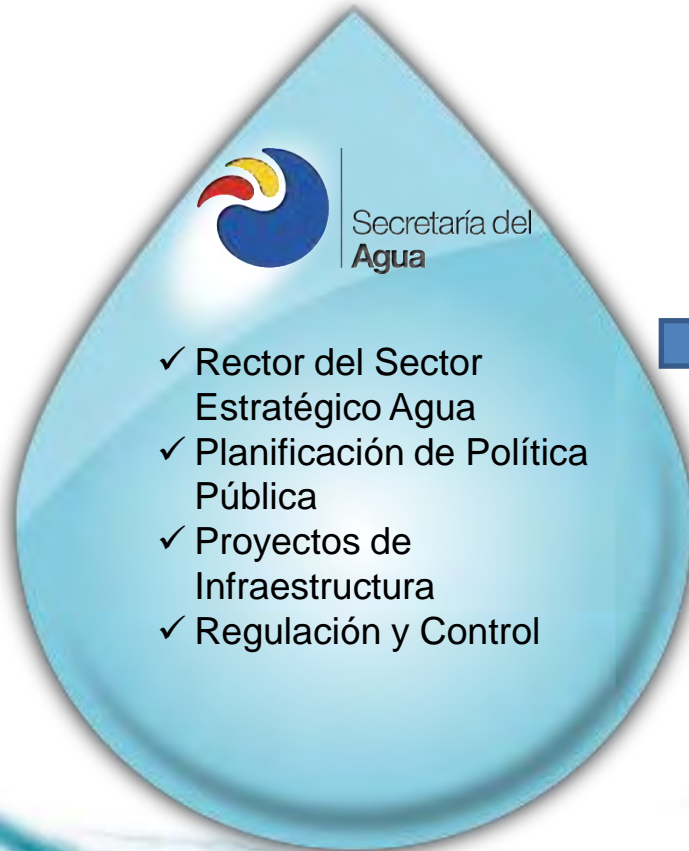 Secretaría del
Agua
✓ Rector del Sector
Estratégico Agua
✓ Planificación de Política
Pública
✓ Proyectos de
Infraestructura
✓ Regulación y Control